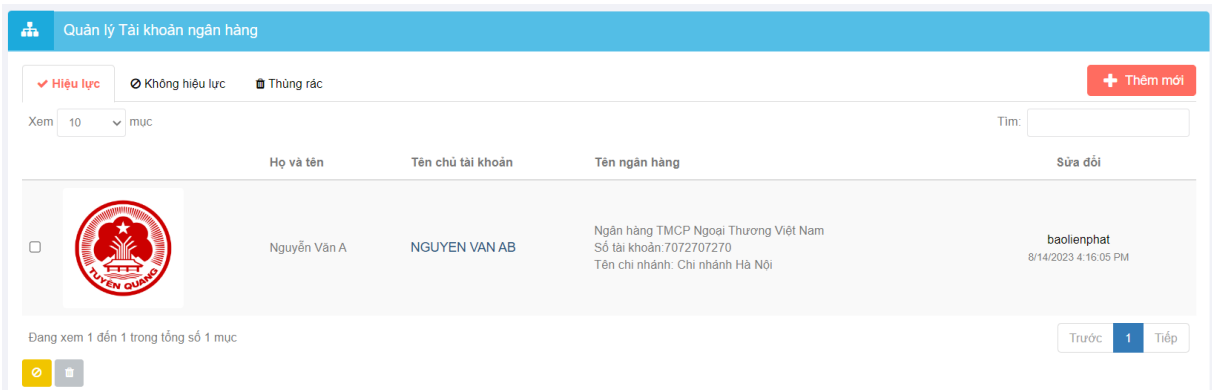 Quản lý Tài khoản ngân hàng
Hiệu lực Không hiệu lực Thùng rác Thêm mới
Xem 10 mục Tìm:
Họ và tên Tên chủ tài khoản Tên ngân hàng Sửa đổi
TUYÊN QUANG
Nguyễn Văn A NGUYEN VAN AB
Ngân hàng TMCP Ngoại Thương Việt Nam
Số tài khoản:7072707270
Tên chi nhánh: Chi nhánh Hà Nội
baolienphat
8/14/2023 4:16:05 PM
Đang xem 1 đến 1 trong tổng số 1 mục Trước 1 Tiếp